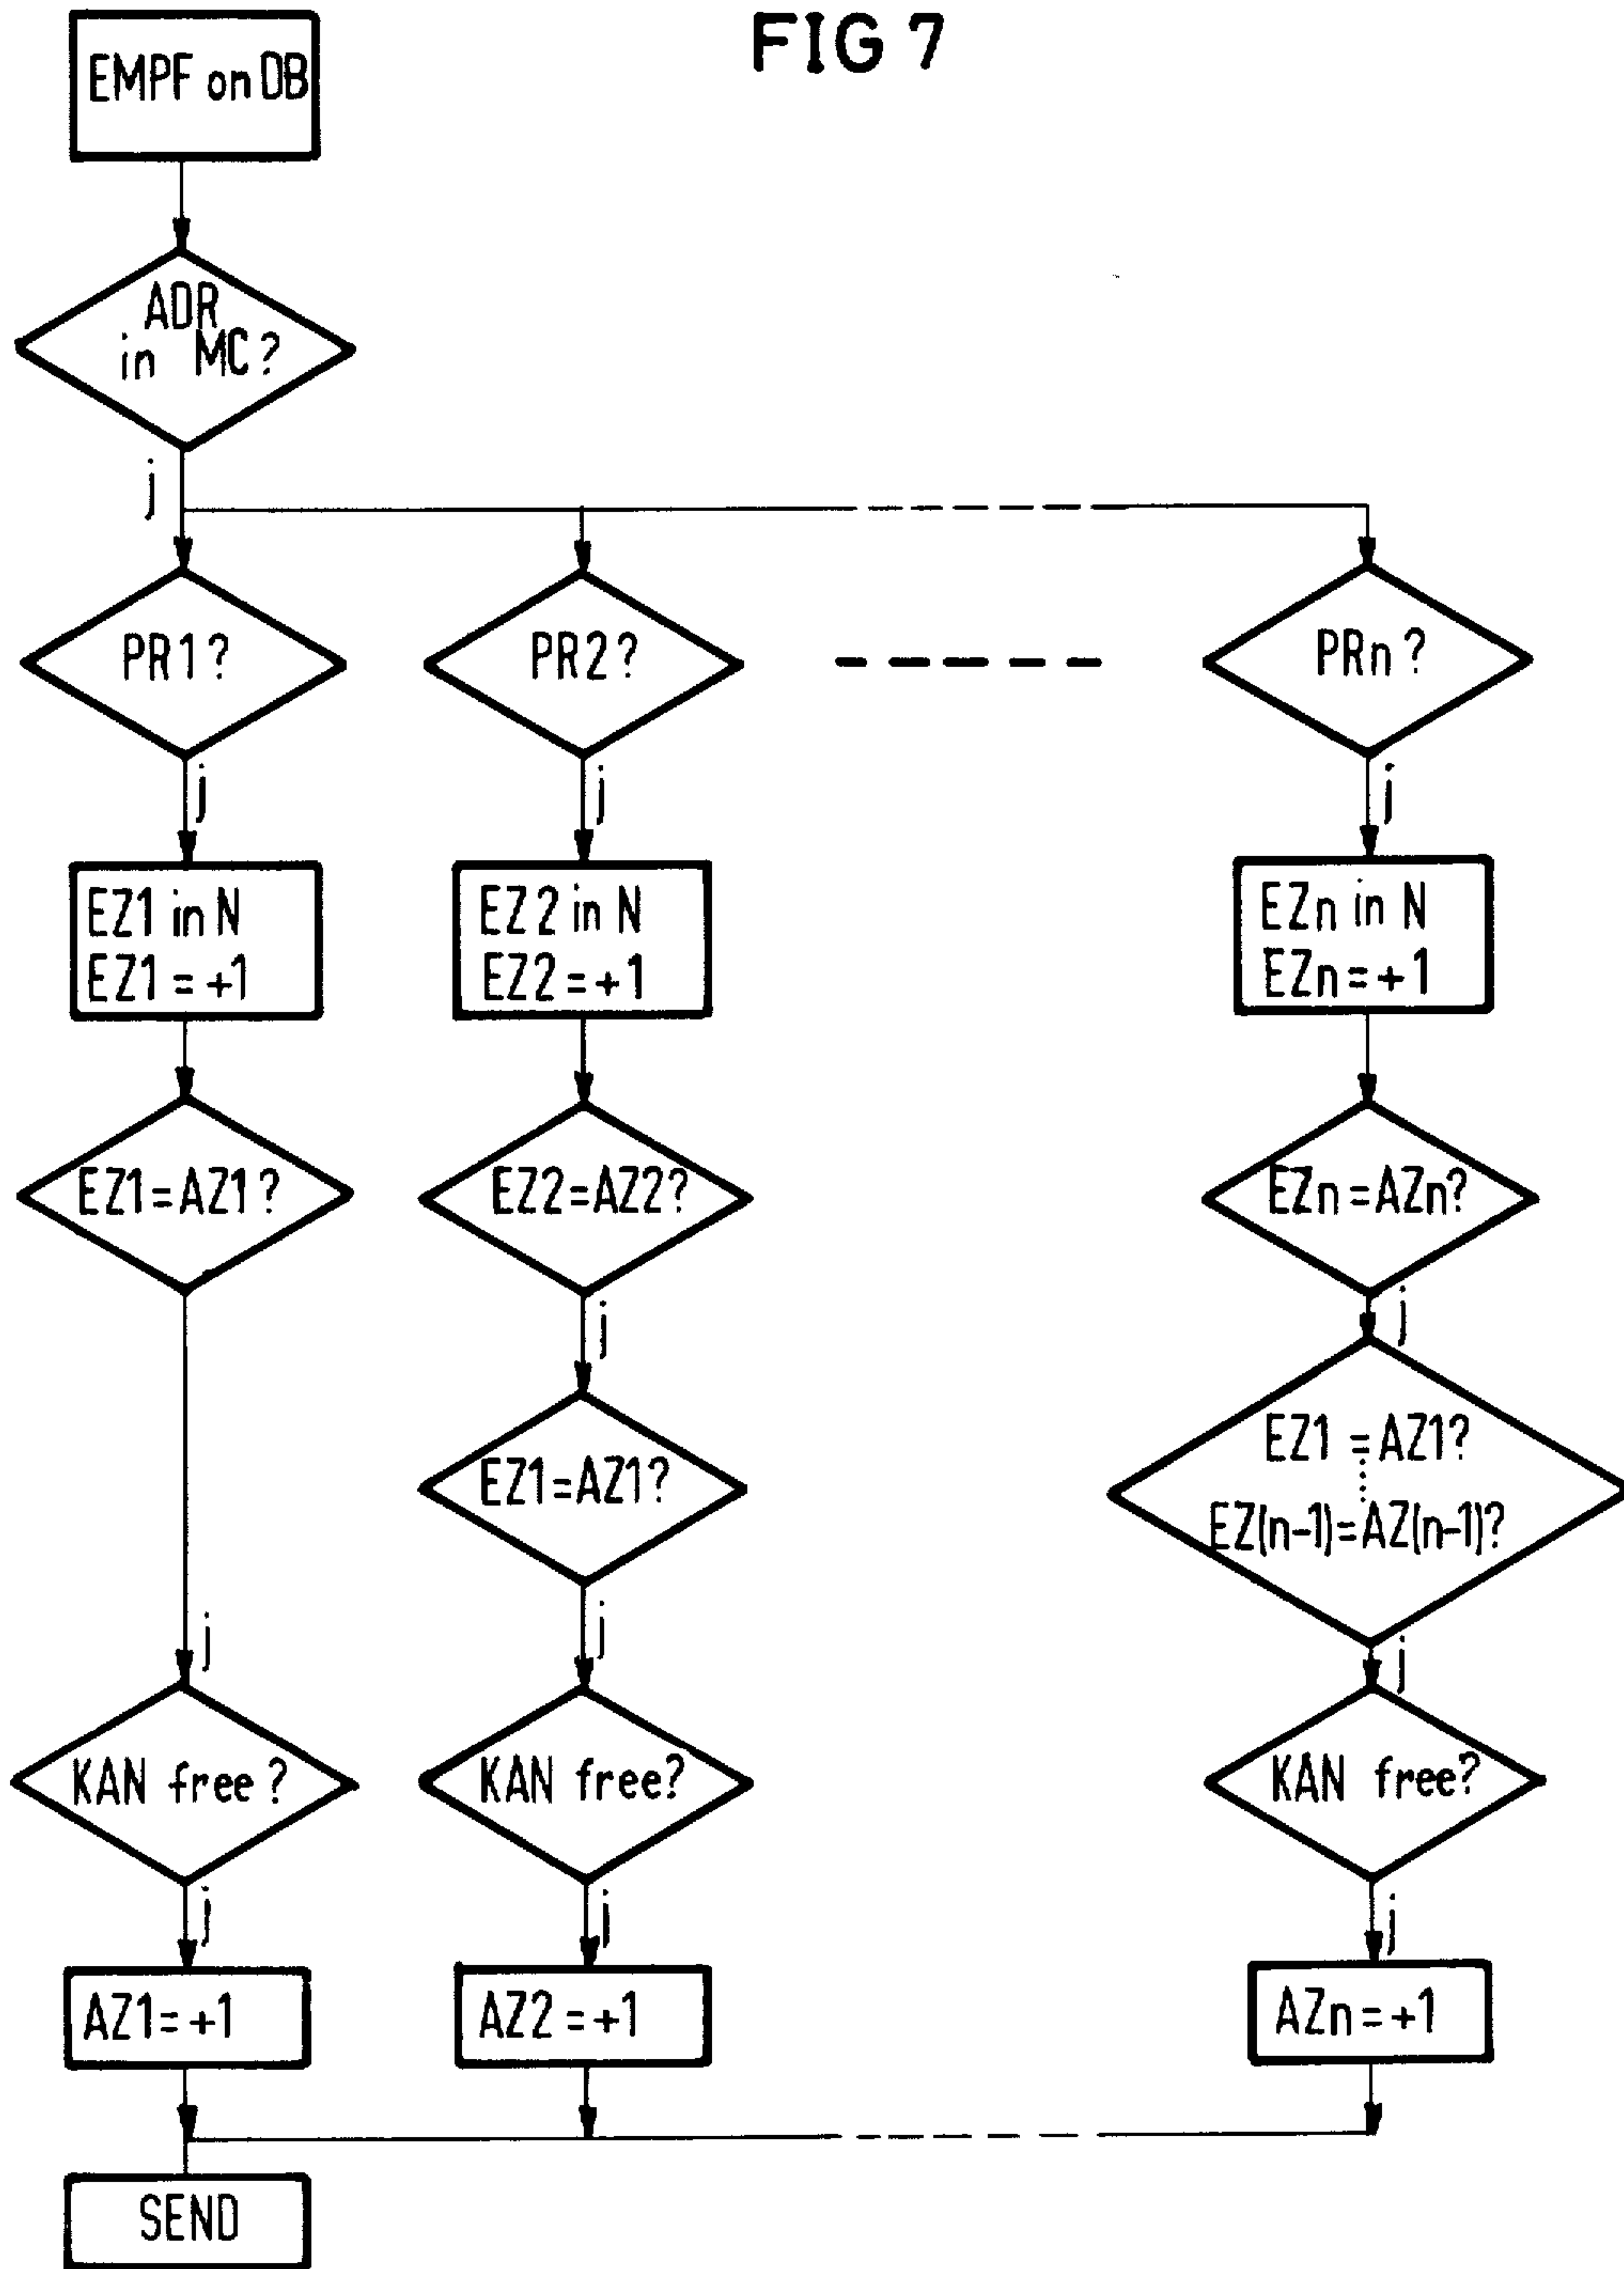 FIG 7
EMPF on DB
ADR
in MC?
j
PR1?
PR2?
PRn?
j
j
j
EZ1 in N
EZ1 = +1
EZ2 in N
EZ2 = +1
EZn in N
EZn = +1
EZ1=AZ1?
EZ2=AZ2?
EZn=AZn?
j
j
EZ1=AZ1?
EZ1 = AZ1?
EZ(n-1)=AZ(n-1)?
j
j
j
KAN free?
KAN free?
KAN free?
j
j
j
AZ1= +1
AZ2 = +1
AZn = +1
SEND